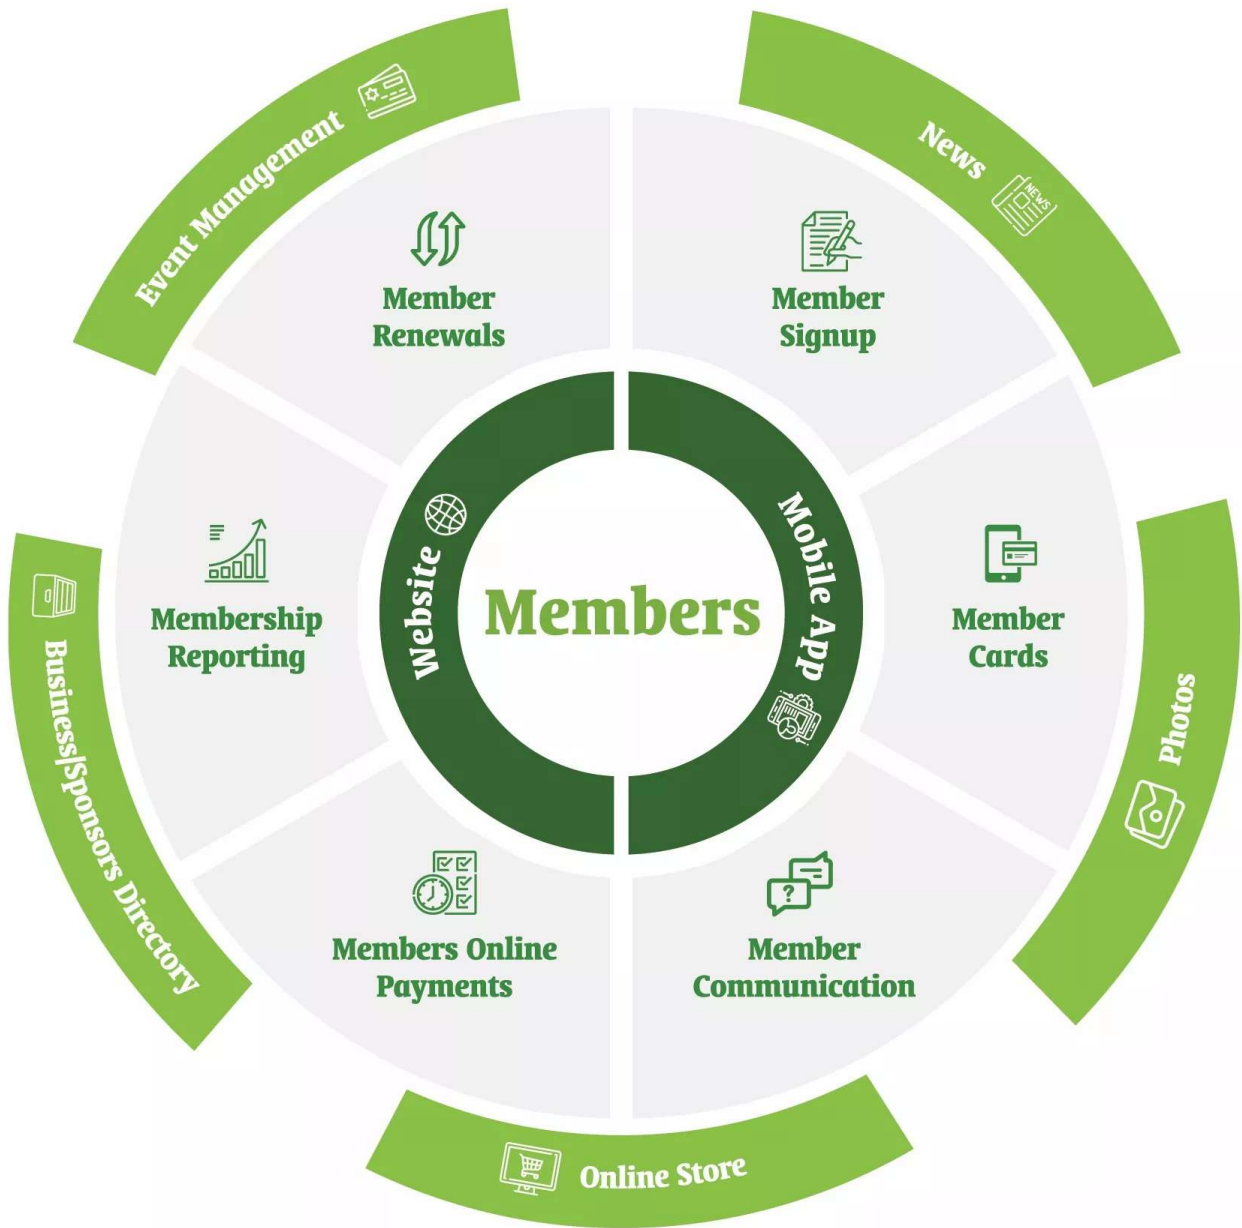 Event Management
News
NEWS
Member
Renewals
Member
Signup
Website
Mobile App
Members
Membership
Reporting
Member
Cards
Business|Sponsors Directory
Photos
?
Members Online
Payments
Member
Communication
Online Store